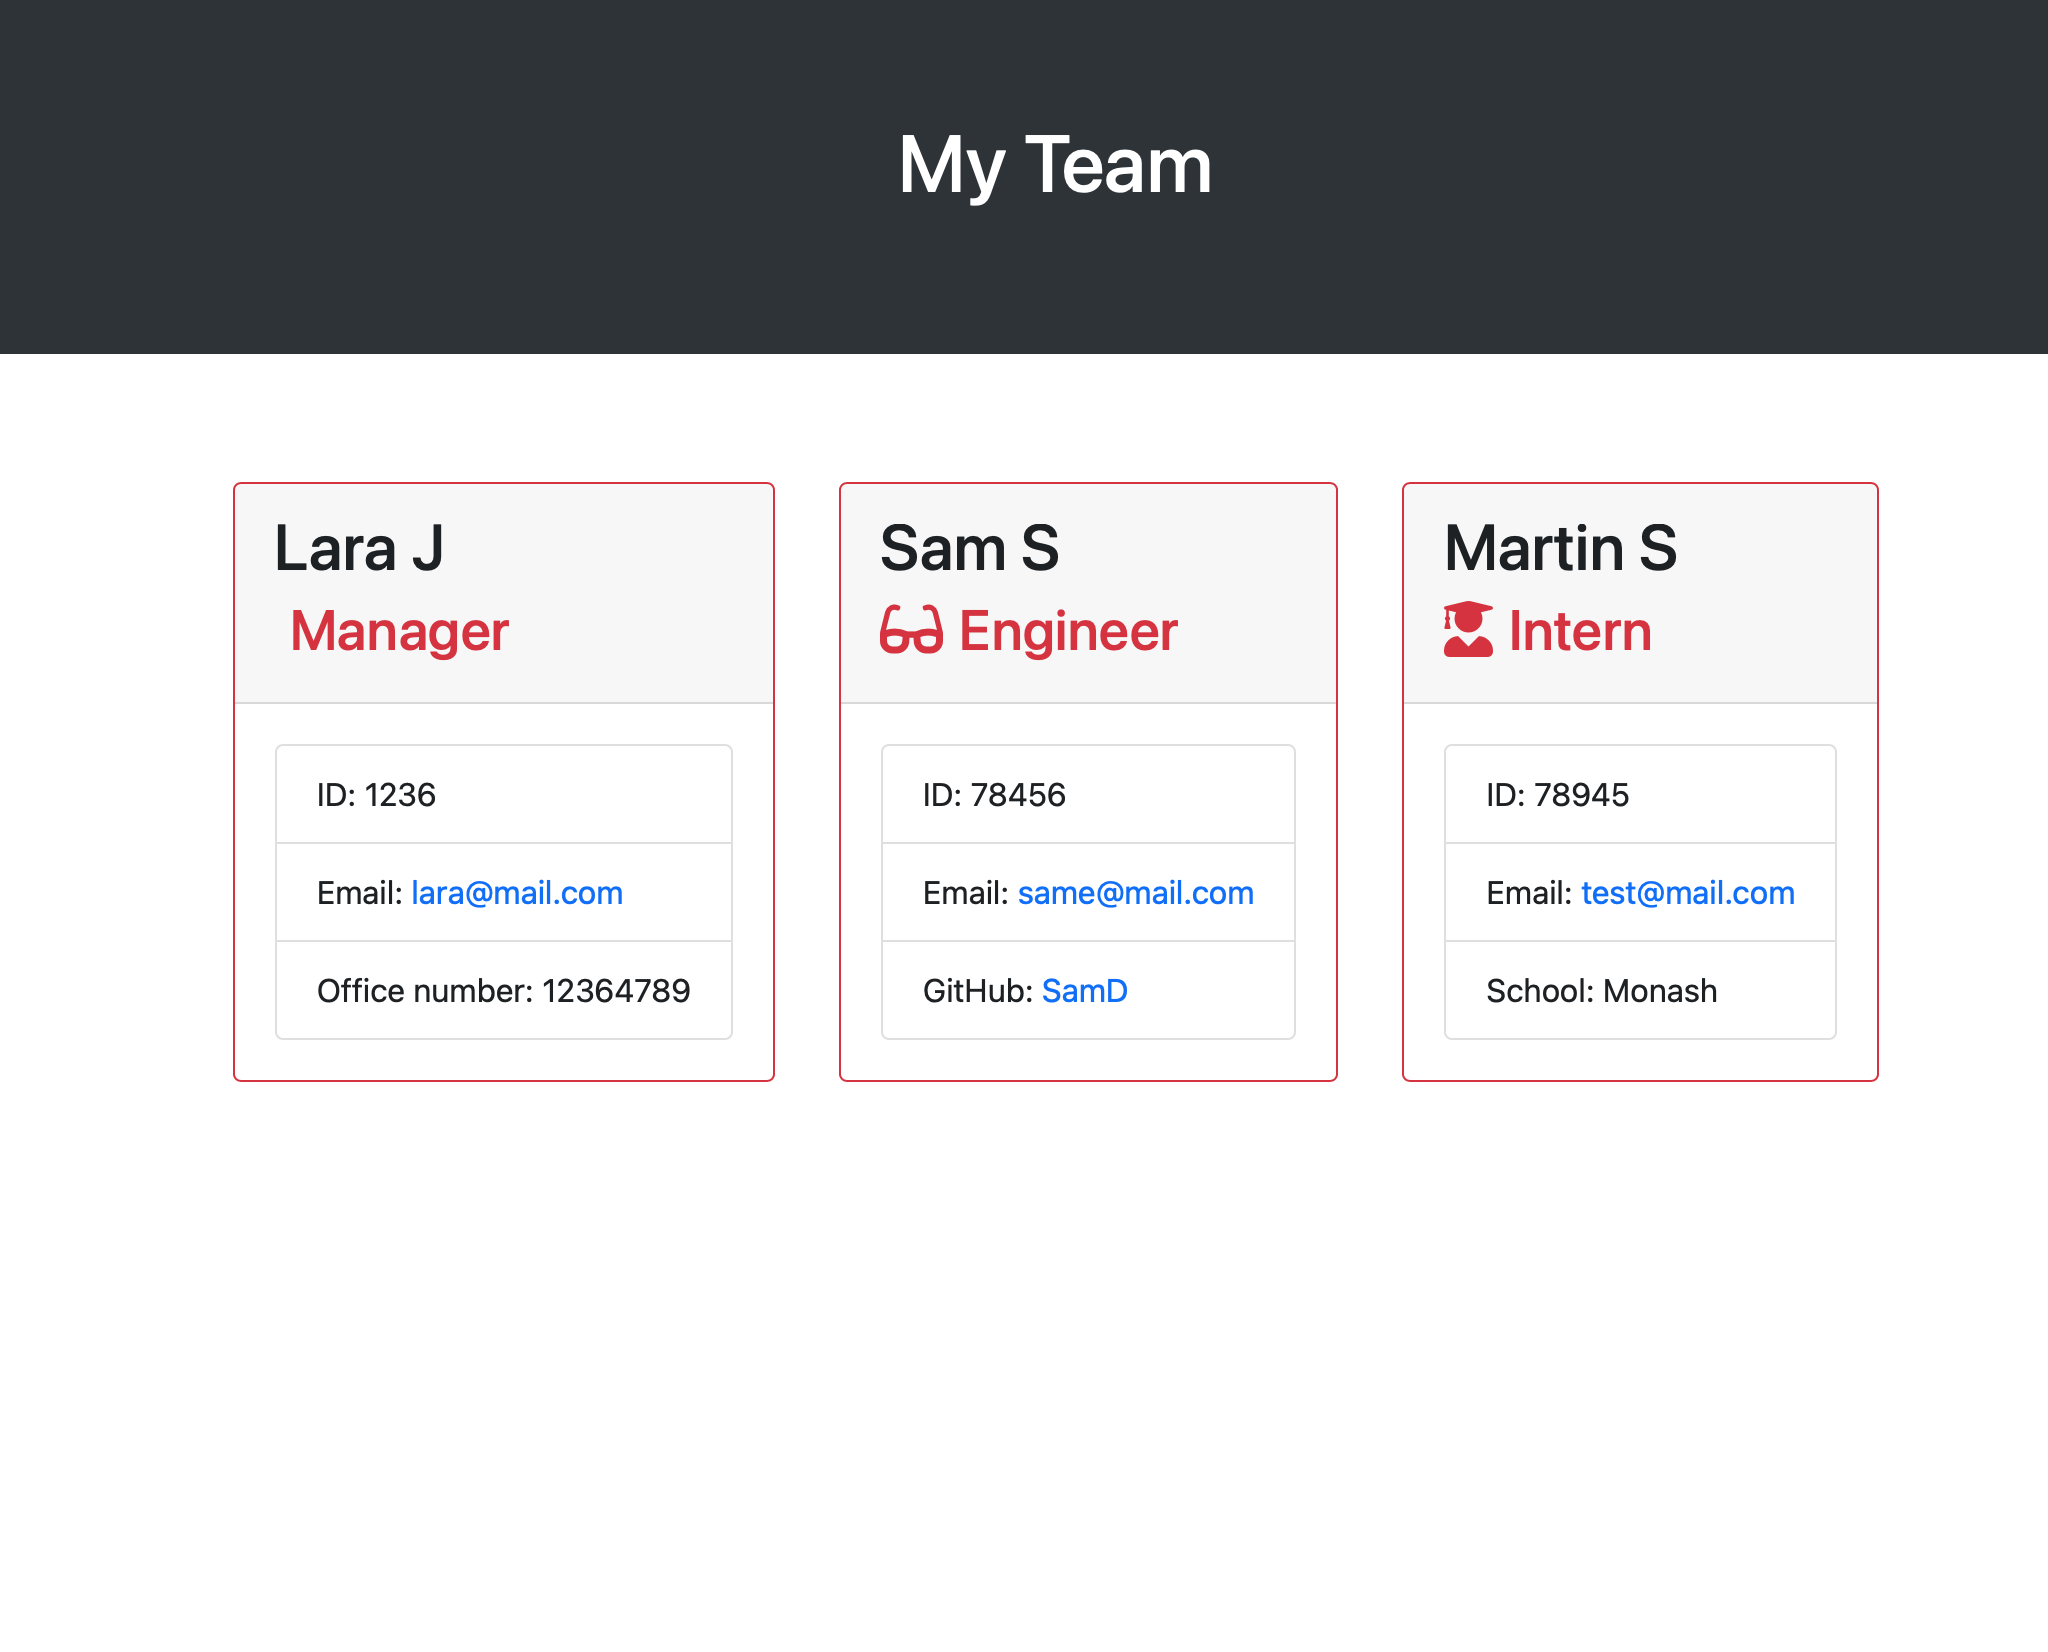 My Team
Lara J
Manager
ID: 1236
Email: lara@mail.com
Office number: 12364789
Sam S
Engineer
ID: 78456
Email: same@mail.com
GitHub: SamD
Martin S
Intern
ID: 78945
Email: test@mail.com
School: Monash